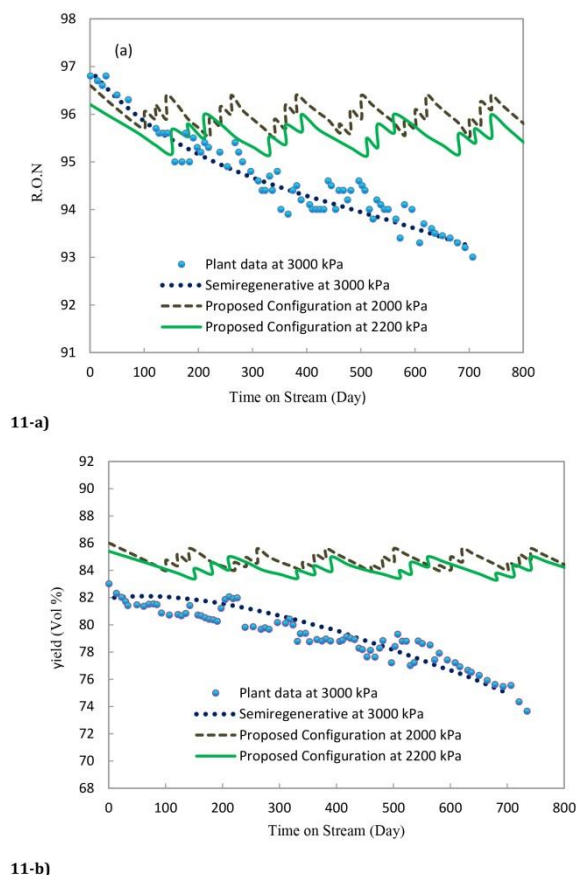 (a)
98
97
96
95
94
93
92
91
R.O.N
Plant data at 3000 kPa
Semiregenerative at 3000 kPa
Proposed Configuration at 2000 kPa
Proposed Configuration at 2200 kPa
0 100 200 300 400 500 600 700 800
Time on Stream (Day)
11-a)
92
90
88
86
84
82
80
78
76
74
72
70
68
yield (Vol %)
Plant data at 3000 kPa
Semiregenerative at 3000 kPa
Proposed Configuration at 2000 kPa
Proposed Configuration at 2200 kPa
0 100 200 300 400 500 600 700 800
Time on Stream (Day)
11-b)